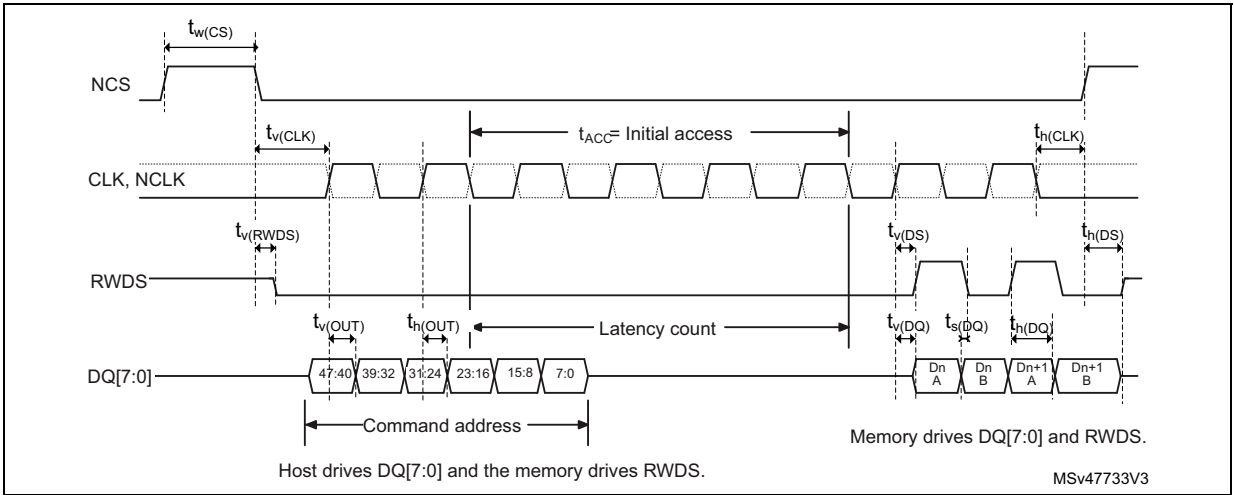 tw(CS)
NCS
tv(CLK)
tACC= Initial access
th(CLK)
CLK, NCLK
tv(RWDS)
tv(DS)
th(DS)
RWDS
tv(OUT)
th(OUT)
Latency count
tv(DQ)
ts(DQ)
th(DQ)
DQ[7:0]
47:40 39:32 31:24 23:16 15:8 7:0
Dn A
Dn B
Dn+1 A
Dn+1 B
Command address
Memory drives DQ[7:0] and RWDS.
Host drives DQ[7:0] and the memory drives RWDS.
MSv47733V3